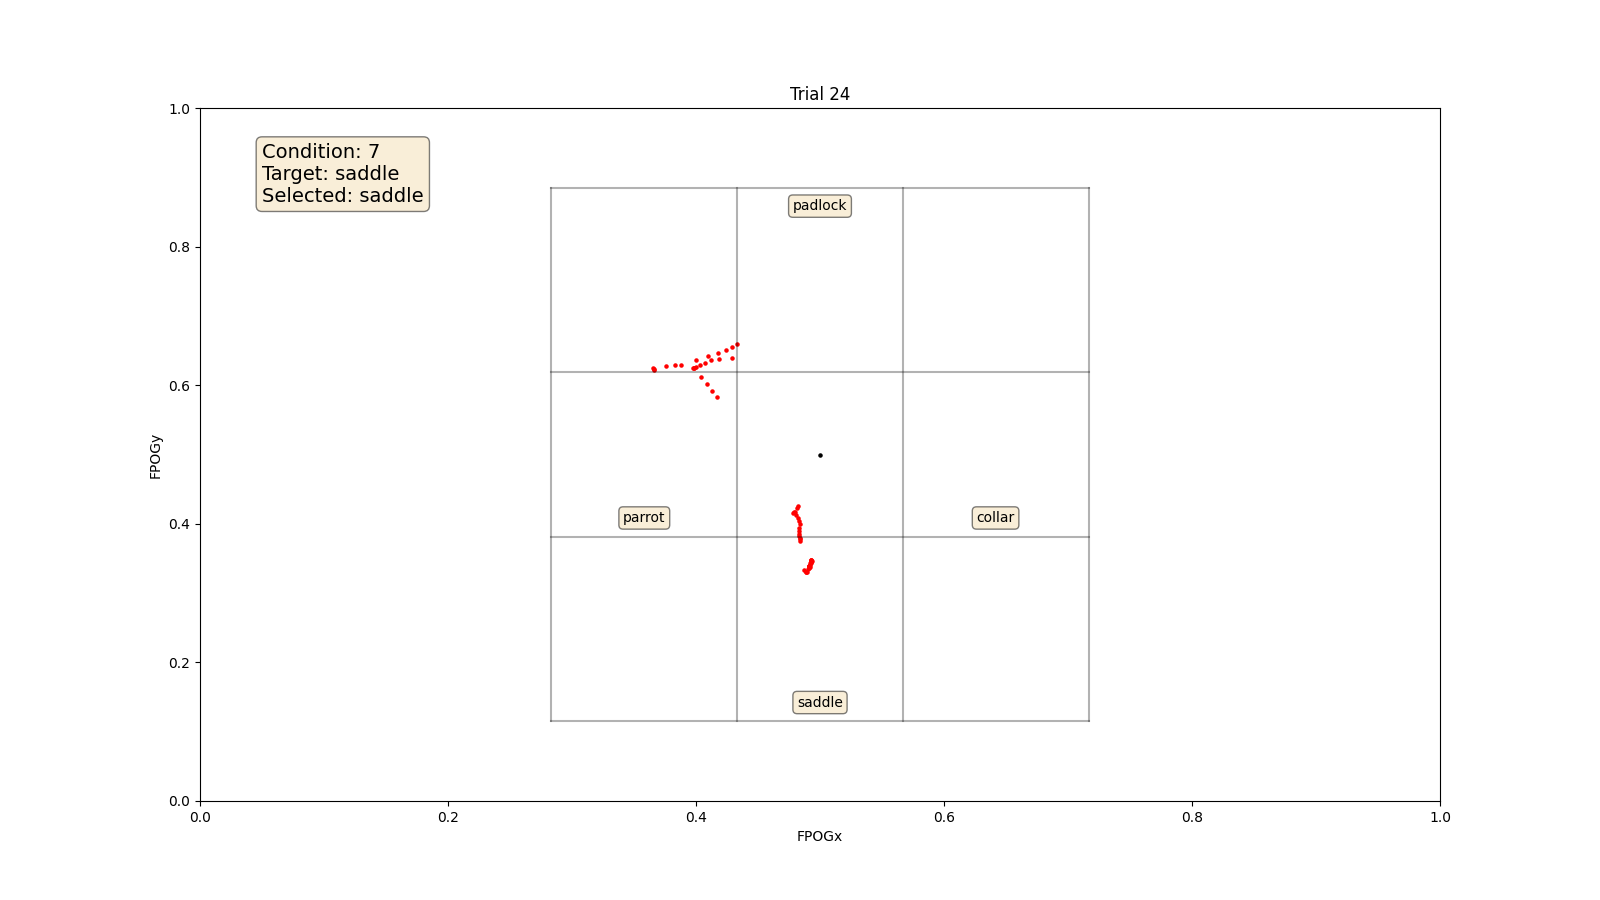 Trial 24
1.0
Condition: 7
Target: saddle
Selected: saddle
padlock
0.8
0.6
FPOGy
parrot
collar
0.4
0.2
saddle
0.0
0.0
0.2
0.4
0.6
0.8
1.0
FPOGx